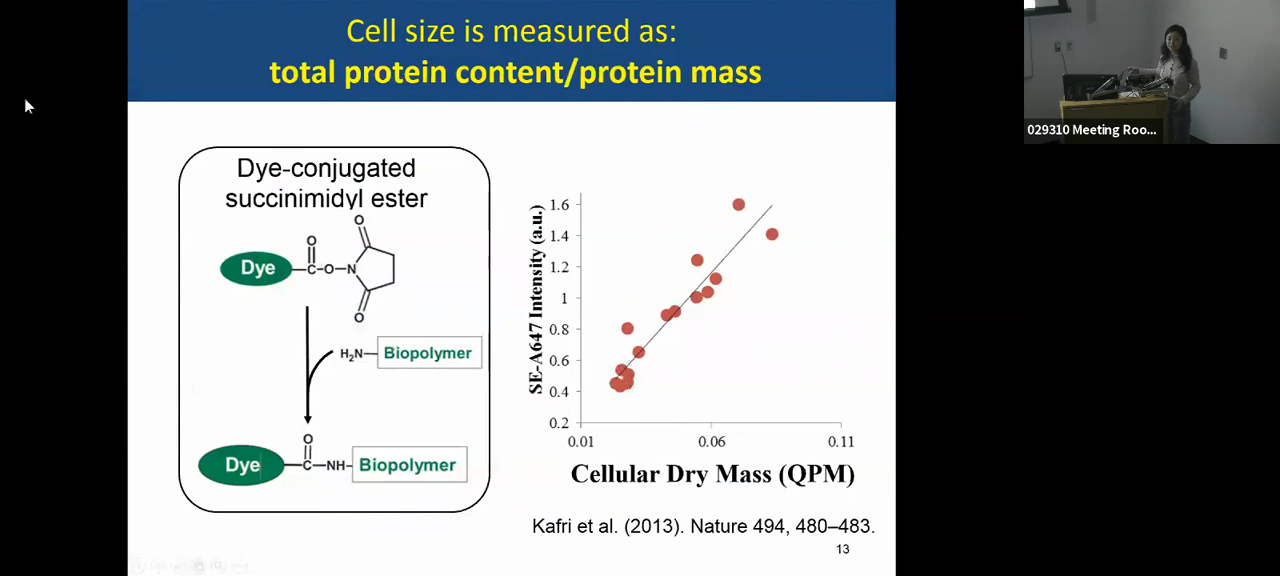 Cell size is measured as:
total protein content/protein mass
Dye-conjugated
succinimidyl ester
O
O
Dye
C
O
N
O
H₂N
Biopolymer
O
Dye
C
NH
Biopolymer
SE-A647 Intensity (a.u.)
1.6
1.4
1.2
1
0.8
0.6
0.4
0.2
0.01
0.06
0.11
Cellular Dry Mass (QPM)
Kafri et al. (2013). Nature 494, 480–483.
13
029310 Meeting Roo...